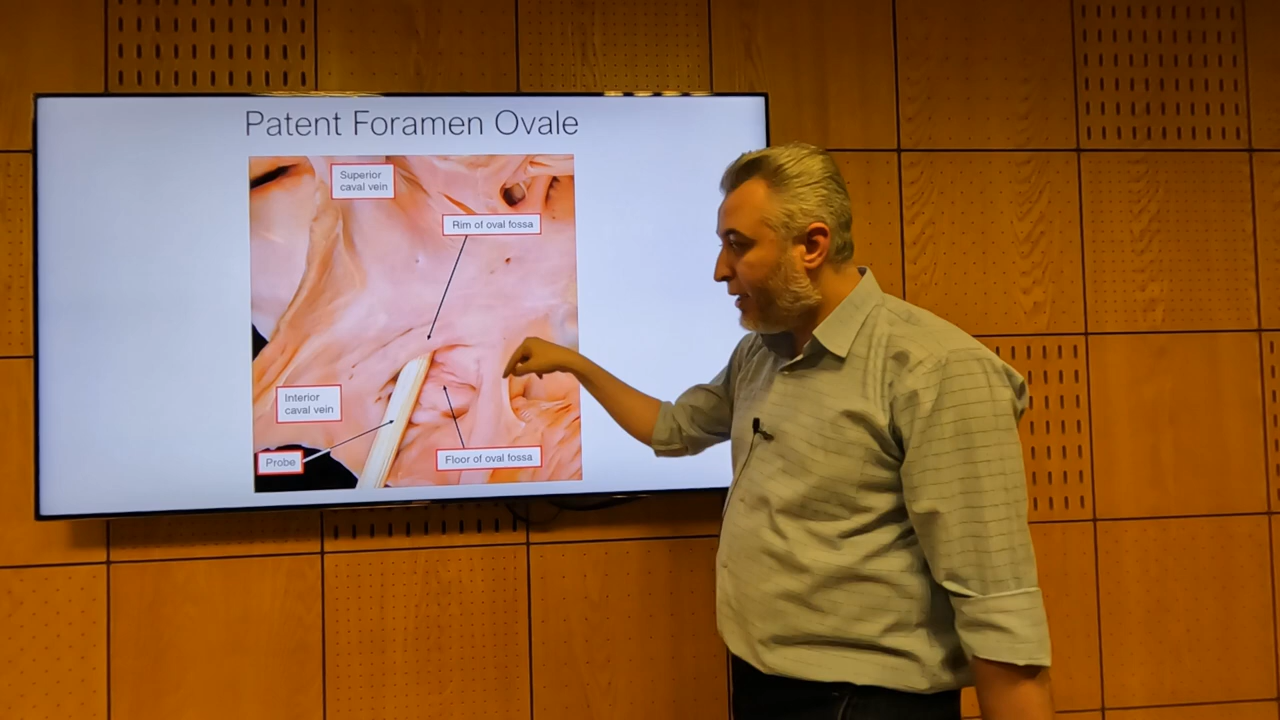 Patent Foramen Ovale
Superior
caval vein
Rim of oval fossa
Interior
caval vein
Probe
Floor of oval fossa